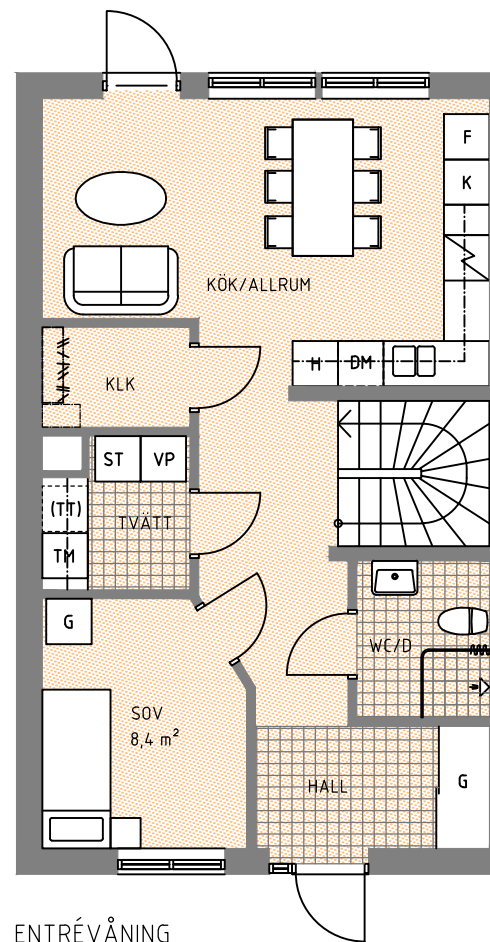 F
K
KÖK/ALLRUM
H DM
KLK
ST VP
(TT)
TVÄTT
TM
G
WC/D
SOV
8,4 m²
HALL
G
ENTRÉVÅNING